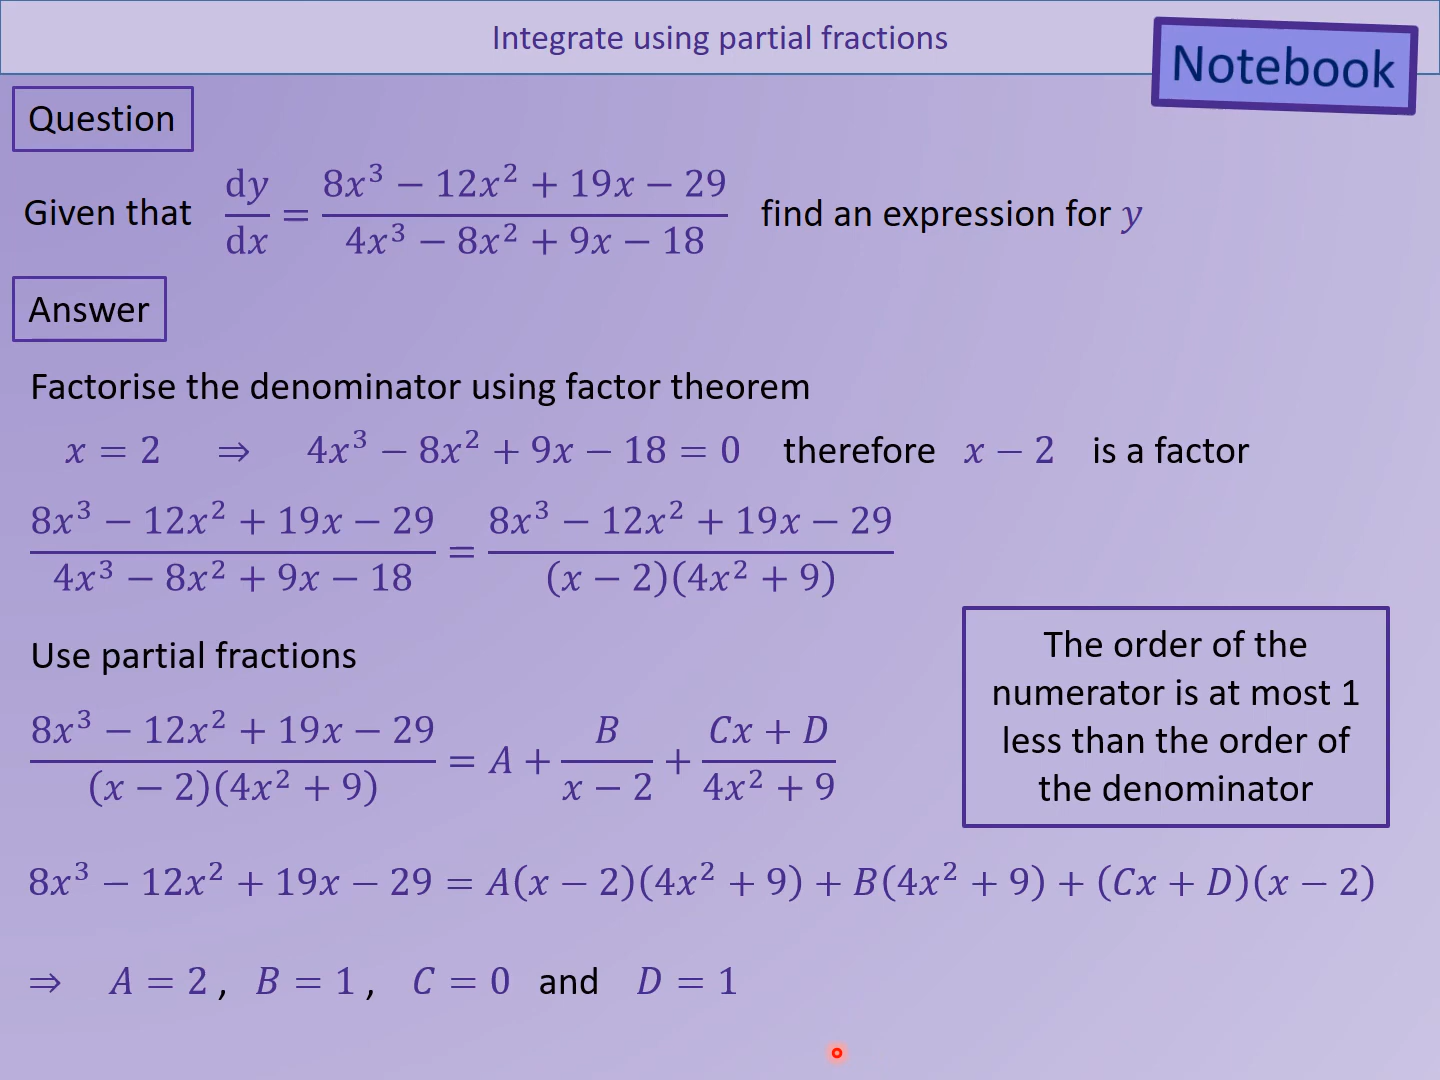 Integrate using partial fractions
Notebook
Question
Given that dy/dx = (8x³ − 12x² + 19x − 29)/(4x³ − 8x² + 9x − 18) find an expression for y
Answer
Factorise the denominator using factor theorem
x = 2 ⇒ 4x³ − 8x² + 9x − 18 = 0 therefore x − 2 is a factor
(8x³ − 12x² + 19x − 29)/(4x³ − 8x² + 9x − 18) = (8x³ − 12x² + 19x − 29)/((x − 2)(4x² + 9))
Use partial fractions
(8x³ − 12x² + 19x − 29)/((x − 2)(4x² + 9)) = A + B/(x − 2) + (Cx + D)/(4x² + 9)
The order of the
numerator is at most 1
less than the order of
the denominator
8x³ − 12x² + 19x − 29 = A(x − 2)(4x² + 9) + B(4x² + 9) + (Cx + D)(x − 2)
⇒ A = 2 , B = 1 , C = 0 and D = 1